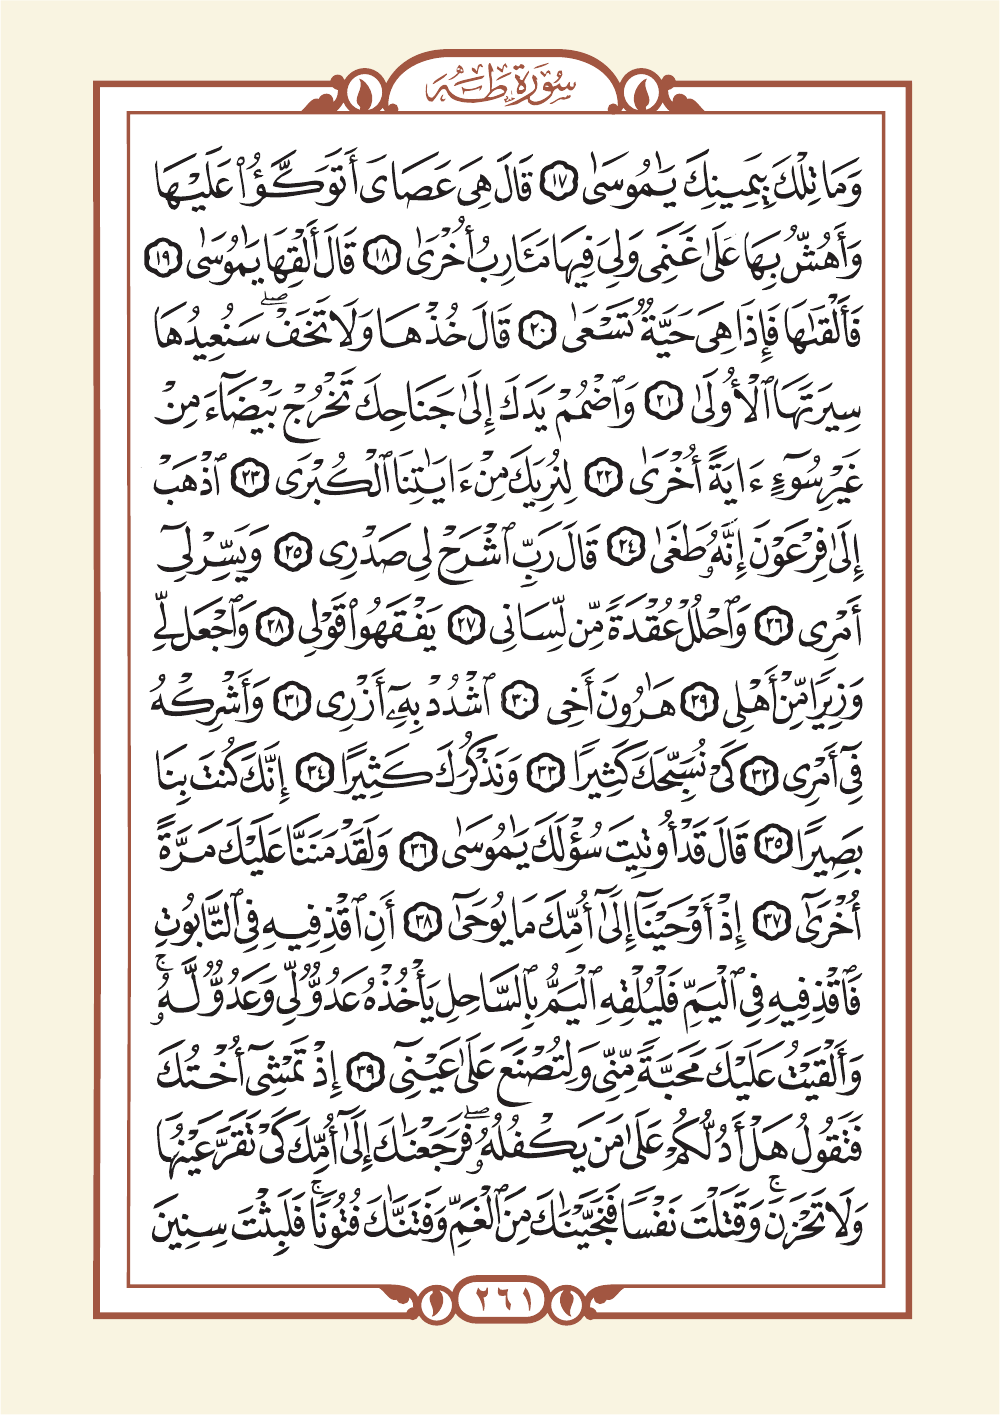 سُورَةُ طَهَ
وَمَا تِلْكَ بِيَمِينِكَ يَٰمُوسَىٰ ١٧ قَالَ هِيَ عَصَايَ أَتَوَكَّؤُا۟ عَلَيْهَا
وَأَهُشُّ بِهَا عَلَىٰ غَنَمِى وَلِىَ فِيهَا مَـَٔارِبُ أُخْرَىٰ ١٨ قَالَ أَلْقِهَا يَٰمُوسَىٰ ١٩
فَأَلْقَىٰهَا فَإِذَا هِىَ حَيَّةٌ تَسْعَىٰ ٢٠ قَالَ خُذْهَا وَلَا تَخَفْ ۖ سَنُعِيدُهَا
سِيرَتَهَا ٱلْأُولَىٰ ٢١ وَٱضْمُمْ يَدَكَ إِلَىٰ جَنَاحِكَ تَخْرُجْ بَيْضَآءَ مِنْ
غَيْرِ سُوٓءٍ ءَايَةً أُخْرَىٰ ٢٢ لِنُرِيَكَ مِنْ ءَايَٰتِنَا ٱلْكُبْرَى ٢٣ ٱذْهَبْ
إِلَىٰ فِرْعَوْنَ إِنَّهُۥ طَغَىٰ ٢٤ قَالَ رَبِّ ٱشْرَحْ لِى صَدْرِى ٢٥ وَيَسِّرْ لِىٓ
أَمْرِى ٢٦ وَٱحْلُلْ عُقْدَةً مِّن لِّسَانِى ٢٧ يَفْقَهُوا۟ قَوْلِى ٢٨ وَٱجْعَل لِّى
وَزِيرًا مِّنْ أَهْلِى ٢٩ هَٰرُونَ أَخِى ٣٠ ٱشْدُدْ بِهِۦٓ أَزْرِى ٣١ وَأَشْرِكْهُ
فِىٓ أَمْرِى ٣٢ كَىْ نُسَبِّحَكَ كَثِيرًا ٣٣ وَنَذْكُرَكَ كَثِيرًا ٣٤ إِنَّكَ كُنتَ بِنَا
بَصِيرًا ٣٥ قَالَ قَدْ أُوتِيتَ سُؤْلَكَ يَٰمُوسَىٰ ٣٦ وَلَقَدْ مَنَنَّا عَلَيْكَ مَرَّةً
أُخْرَىٰٓ ٣٧ إِذْ أَوْحَيْنَآ إِلَىٰٓ أُمِّكَ مَا يُوحَىٰٓ ٣٨ أَنِ ٱقْذِفِيهِ فِى ٱلتَّابُوتِ
فَٱقْذِفِيهِ فِى ٱلْيَمِّ فَلْيُلْقِهِ ٱلْيَمُّ بِٱلسَّاحِلِ يَأْخُذْهُ عَدُوٌّ لِّى وَعَدُوٌّ لَّهُۥ ۚ
وَأَلْقَيْتُ عَلَيْكَ مَحَبَّةً مِّنِّى وَلِتُصْنَعَ عَلَىٰ عَيْنِىٓ ٣٩ إِذْ تَمْشِىٓ أُخْتُكَ
فَتَقُولُ هَلْ أَدُلُّكُمْ عَلَىٰ مَن يَكْفُلُهُۥ ۖ فَرَجَعْنَٰكَ إِلَىٰٓ أُمِّكَ كَىْ تَقَرَّ عَيْنُهَا
وَلَا تَحْزَنَ ۚ وَقَتَلْتَ نَفْسًا فَنَجَّيْنَٰكَ مِنَ ٱلْغَمِّ وَفَتَنَّٰكَ فُتُونًا ۚ فَلَبِثْتَ سِنِينَ
٢٦١